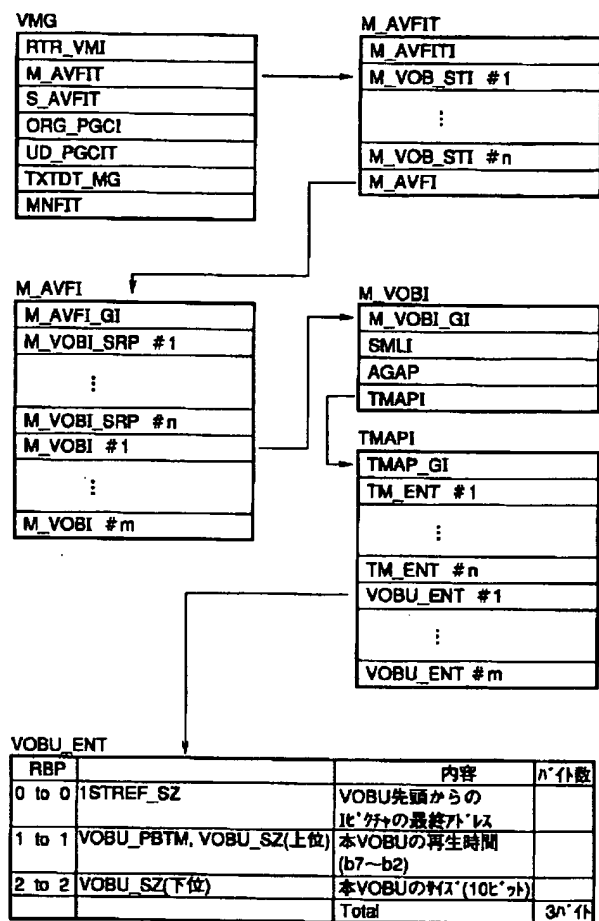 VMG
RTR_VMI
M_AVFIT
S_AVFIT
ORG_PGCI
UD_PGCIT
TXTDT_MG
MNFIT
M_AVFIT
M_AVFITI
M_VOB_STI #1
⋮
M_VOB_STI #n
M_AVFI
M_AVFI
M_AVFI_GI
M_VOBI_SRP #1
⋮
M_VOBI_SRP #n
M_VOBI #1
⋮
M_VOBI #m
M_VOBI
M_VOBI_GI
SMLI
AGAP
TMAPI
TMAPI
TMAP_GI
TM_ENT #1
⋮
TM_ENT #n
VOBU_ENT #1
⋮
VOBU_ENT #m
VOBU_ENT
RBP 内容 ﾊﾞｲﾄ数
0 to 0 1STREF_SZ VOBU先頭からの
Iﾋﾟｸﾁｬの最終ｱﾄﾞﾚｽ
1 to 1 VOBU_PBTM, VOBU_SZ(上位) 本VOBUの再生時間
(b7～b2)
2 to 2 VOBU_SZ(下位) 本VOBUのｻｲｽﾞ(10ﾋﾞｯﾄ)
Total 3ﾊﾞｲﾄ